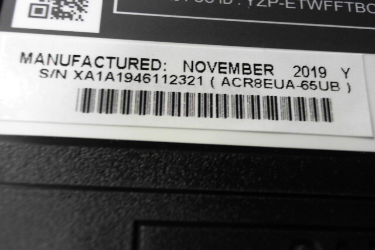 MANUFACTURED: NOVEMBER 2019 Y
S/N XA1A1946112321 ( ACR8EUA-65UB )